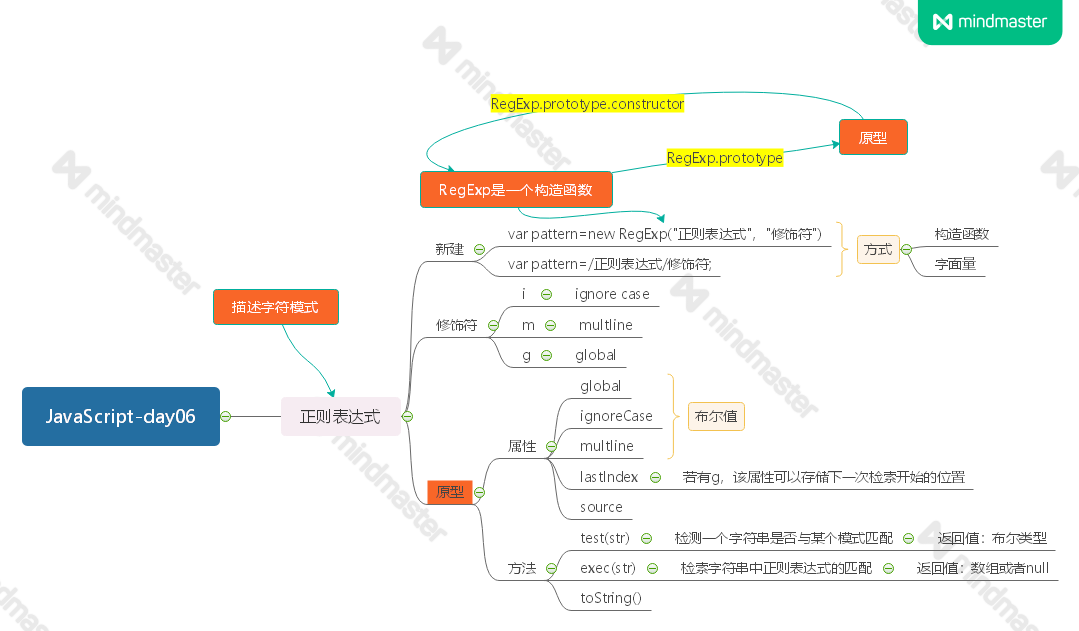 mindmaster
RegExp.prototype.constructor
原型
RegExp.prototype
RegExp是一个构造函数
新建
var pattern=new RegExp("正则表达式"，"修饰符")
var pattern=/正则表达式/修饰符;
方式
构造函数
字面量
描述字符模式
修饰符
i
ignore case
m
multline
g
global
JavaScript-day06
正则表达式
原型
属性
global
ignoreCase
multline
布尔值
lastIndex
若有g，该属性可以存储下一次检索开始的位置
source
方法
test(str)
检测一个字符串是否与某个模式匹配
返回值：布尔类型
exec(str)
检索字符串中正则表达式的匹配
返回值：数组或者null
toString()
mindmaster
mindmaster
mindmaster
mindmaster
mindmaster